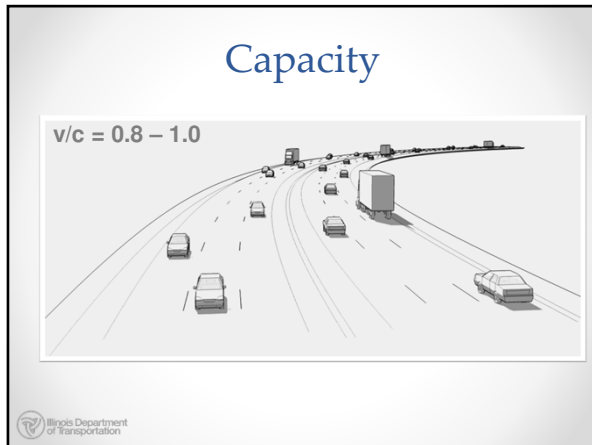 Capacity
v/c = 0.8 – 1.0
Illinois Department
of Transportation